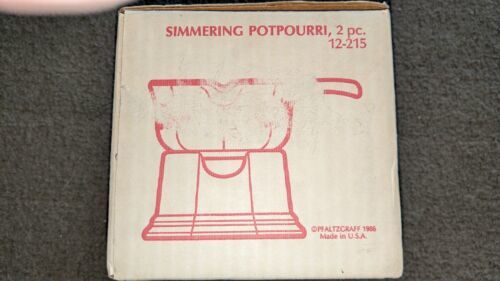 SIMMERING POTPOURRI, 2 pc.
12-215
©PFALTZGRAFF 1986
Made in U.S.A.